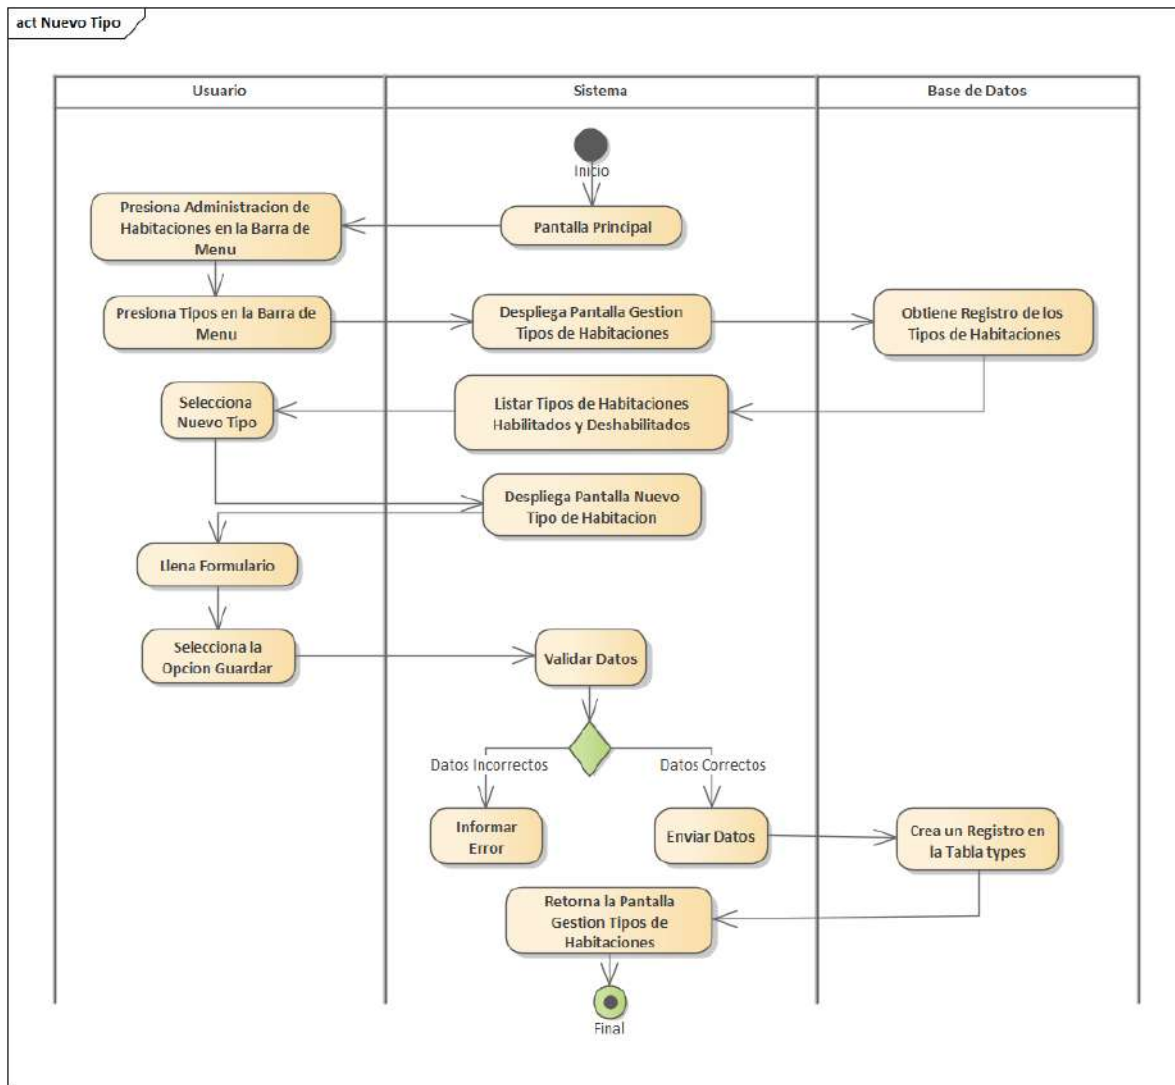 act Nuevo Tipo
Usuario
Sistema
Base de Datos
Inicio
Presiona Administracion de
Habitaciones en la Barra de
Menu
Pantalla Principal
Presiona Tipos en la Barra de
Menu
Despliega Pantalla Gestion
Tipos de Habitaciones
Obtiene Registro de los
Tipos de Habitaciones
Selecciona
Nuevo Tipo
Listar Tipos de Habitaciones
Habilitados y Deshabilitados
Despliega Pantalla Nuevo
Tipo de Habitacion
Llena Formulario
Selecciona la
Opcion Guardar
Validar Datos
Datos Incorrectos
Datos Correctos
Informar
Error
Enviar Datos
Crea un Registro en
la Tabla types
Retorna la Pantalla
Gestion Tipos de
Habitaciones
Final